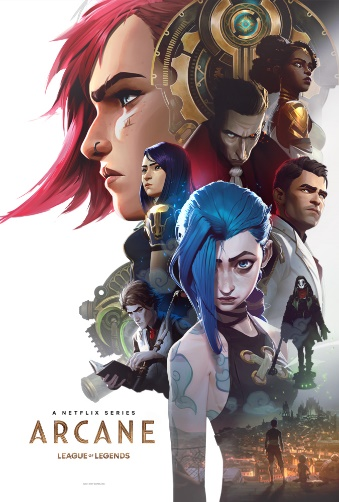 A NETFLIX SERIES
ARCANE
LEAGUE OF LEGENDS